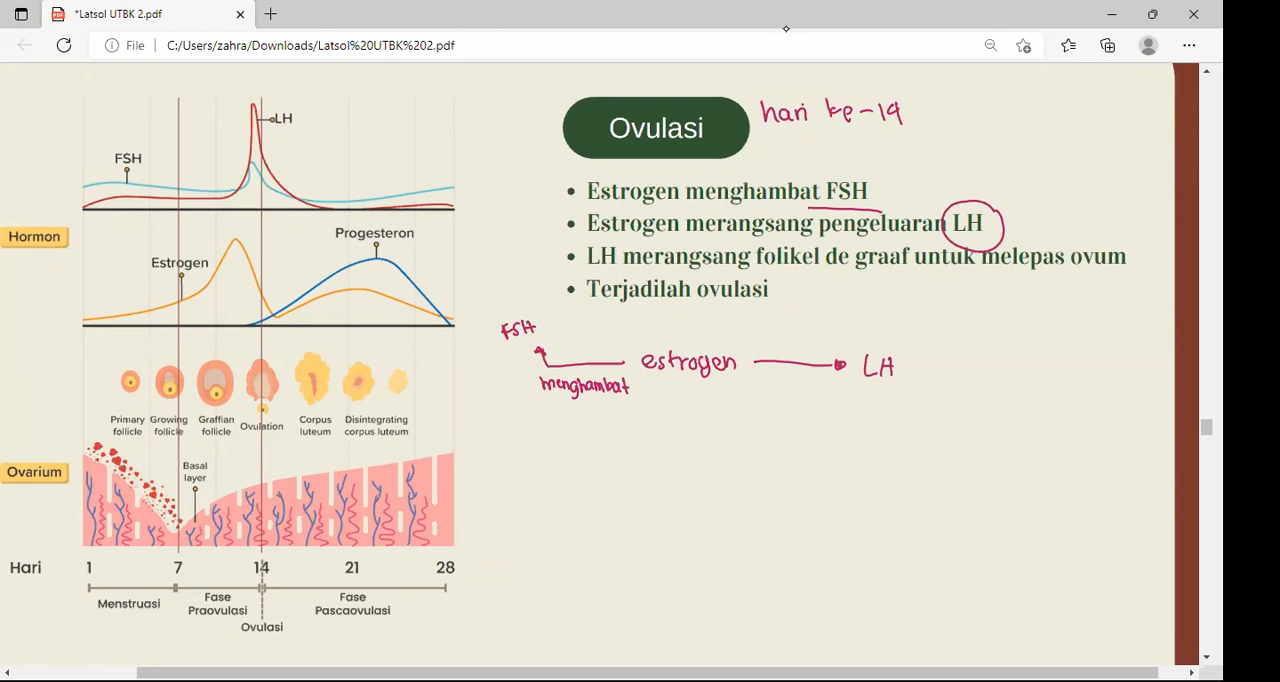 *Latsol UTBK 2.pdf
File
C:/Users/zahra/Downloads/Latsol%20UTBK%202.pdf
LH
FSH
Hormon
Progesteron
Estrogen
Primary follicle
Growing follicle
Graffian follicle
Ovulation
Corpus luteum
Disintegrating corpus luteum
Ovarium
Basal layer
Hari 1 7 14 21 28
Menstruasi
Fase Praovulasi
Ovulasi
Fase Pascaovulasi
Ovulasi
hari ke-14
• Estrogen menghambat FSH
• Estrogen merangsang pengeluaran LH
• LH merangsang folikel de graaf untuk melepas ovum
• Terjadilah ovulasi
FSH
menghambat
estrogen
LH